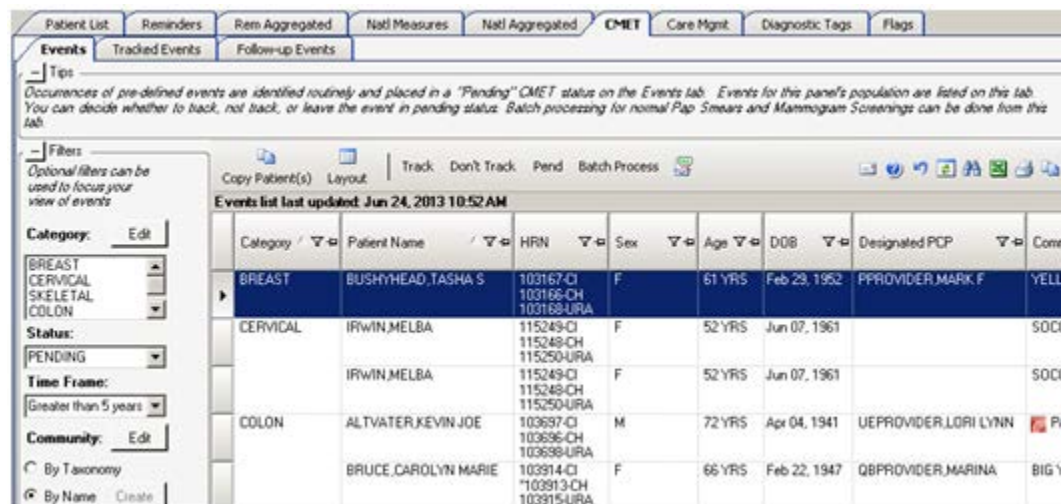 Patient List Reminders Rem Aggregated Natl Measures Natl Aggregated CMET Care Mgmt Diagnostic Tags Flags
Events Tracked Events Follow-up Events
Tips
Occurrences of pre-defined events are identified routinely and placed in a "Pending" CMET status on the Events tab. Events for this panel's population are listed on this tab.
You can decide whether to track, not track, or leave the event in pending status. Batch processing for normal Pap Smears and Mammogram Screenings can be done from this
tab.
Filters
Optional filters can be
used to focus your
view of events
Category: Edit
BREAST
CERVICAL
SKELETAL
COLON
Status:
PENDING
Time Frame:
Greater than 5 years
Community: Edit
By Taxonomy
By Name Create
Copy Patient(s) Layout Track Don't Track Pend Batch Process
Events list last updated: Jun 24, 2013 10:52 AM
Category Patient Name HRN Sex Age DOB Designated PCP Com
BREAST BUSHYHEAD,TASHA S 103167-CI F 61 YRS Feb 29, 1952 PPROVIDER,MARK F YELL
103166-CH
103168-URA
CERVICAL IRWIN,MELBA 115249-CI F 52 YRS Jun 07, 1961 SOCI
115248-CH
115250-URA
IRWIN,MELBA 115249-CI F 52 YRS Jun 07, 1961 SOCI
115248-CH
115250-URA
COLON ALTVATER,KEVIN JOE 103697-CI M 72 YRS Apr 04, 1941 UEPROVIDER,LORI LYNN
103696-CH
103698-URA
BRUCE,CAROLYN MARIE 103914-CI F 66 YRS Feb 22, 1947 QBPROVIDER,MARINA BIG
*103913-CH
103915-URA